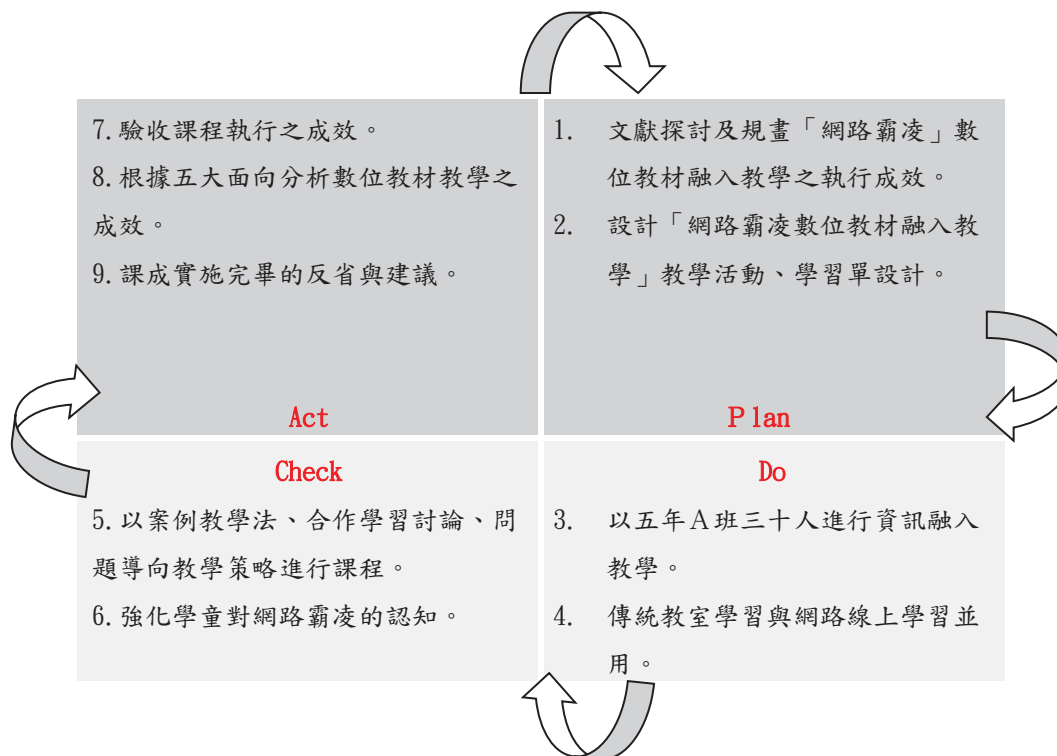 7.驗收課程執行之成效。
8.根據五大面向分析數位教材教學之
成效。
9.課成實施完畢的反省與建議。
Act
1. 文獻探討及規畫「網路霸凌」數
位教材融入教學之執行成效。
2. 設計「網路霸凌數位教材融入教
學」教學活動、學習單設計。
Plan
Check
5.以案例教學法、合作學習討論、問
題導向教學策略進行課程。
6.強化學童對網路霸凌的認知。
Do
3. 以五年A班三十人進行資訊融入
教學。
4. 傳統教室學習與網路線上學習並
用。